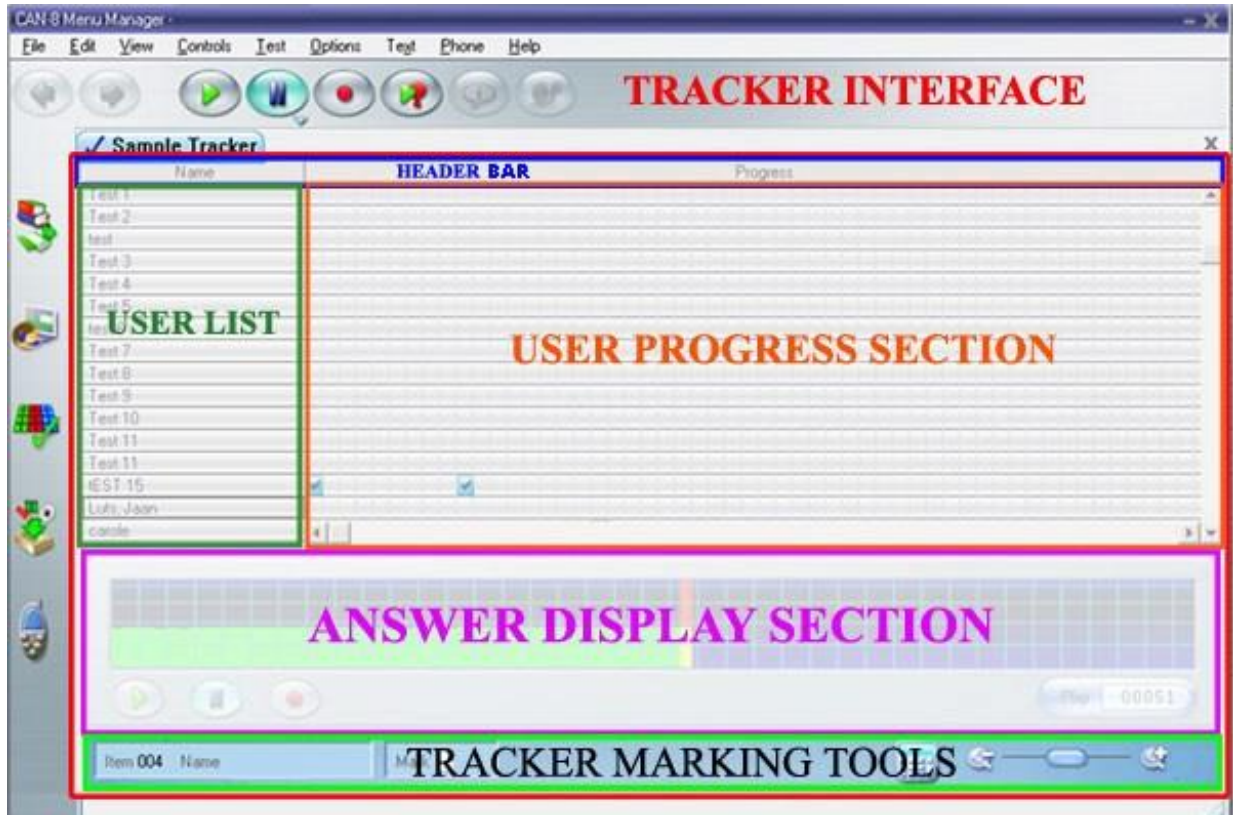 CAN-8 Menu Manager -
File Edit View Controls Test Options Text Phone Help
TRACKER INTERFACE
Sample Tracker
Name HEADER BAR Progress
Test 1
Test 2
test
Test 3
Test 4
Test 5
USER LIST
USER PROGRESS SECTION
Test 7
Test 8
Test 9
Test 10
Test 11
Test 11
tEST 15
Luts, Jaan
carole
ANSWER DISPLAY SECTION
00051
Item 004 Name
TRACKER MARKING TOOLS